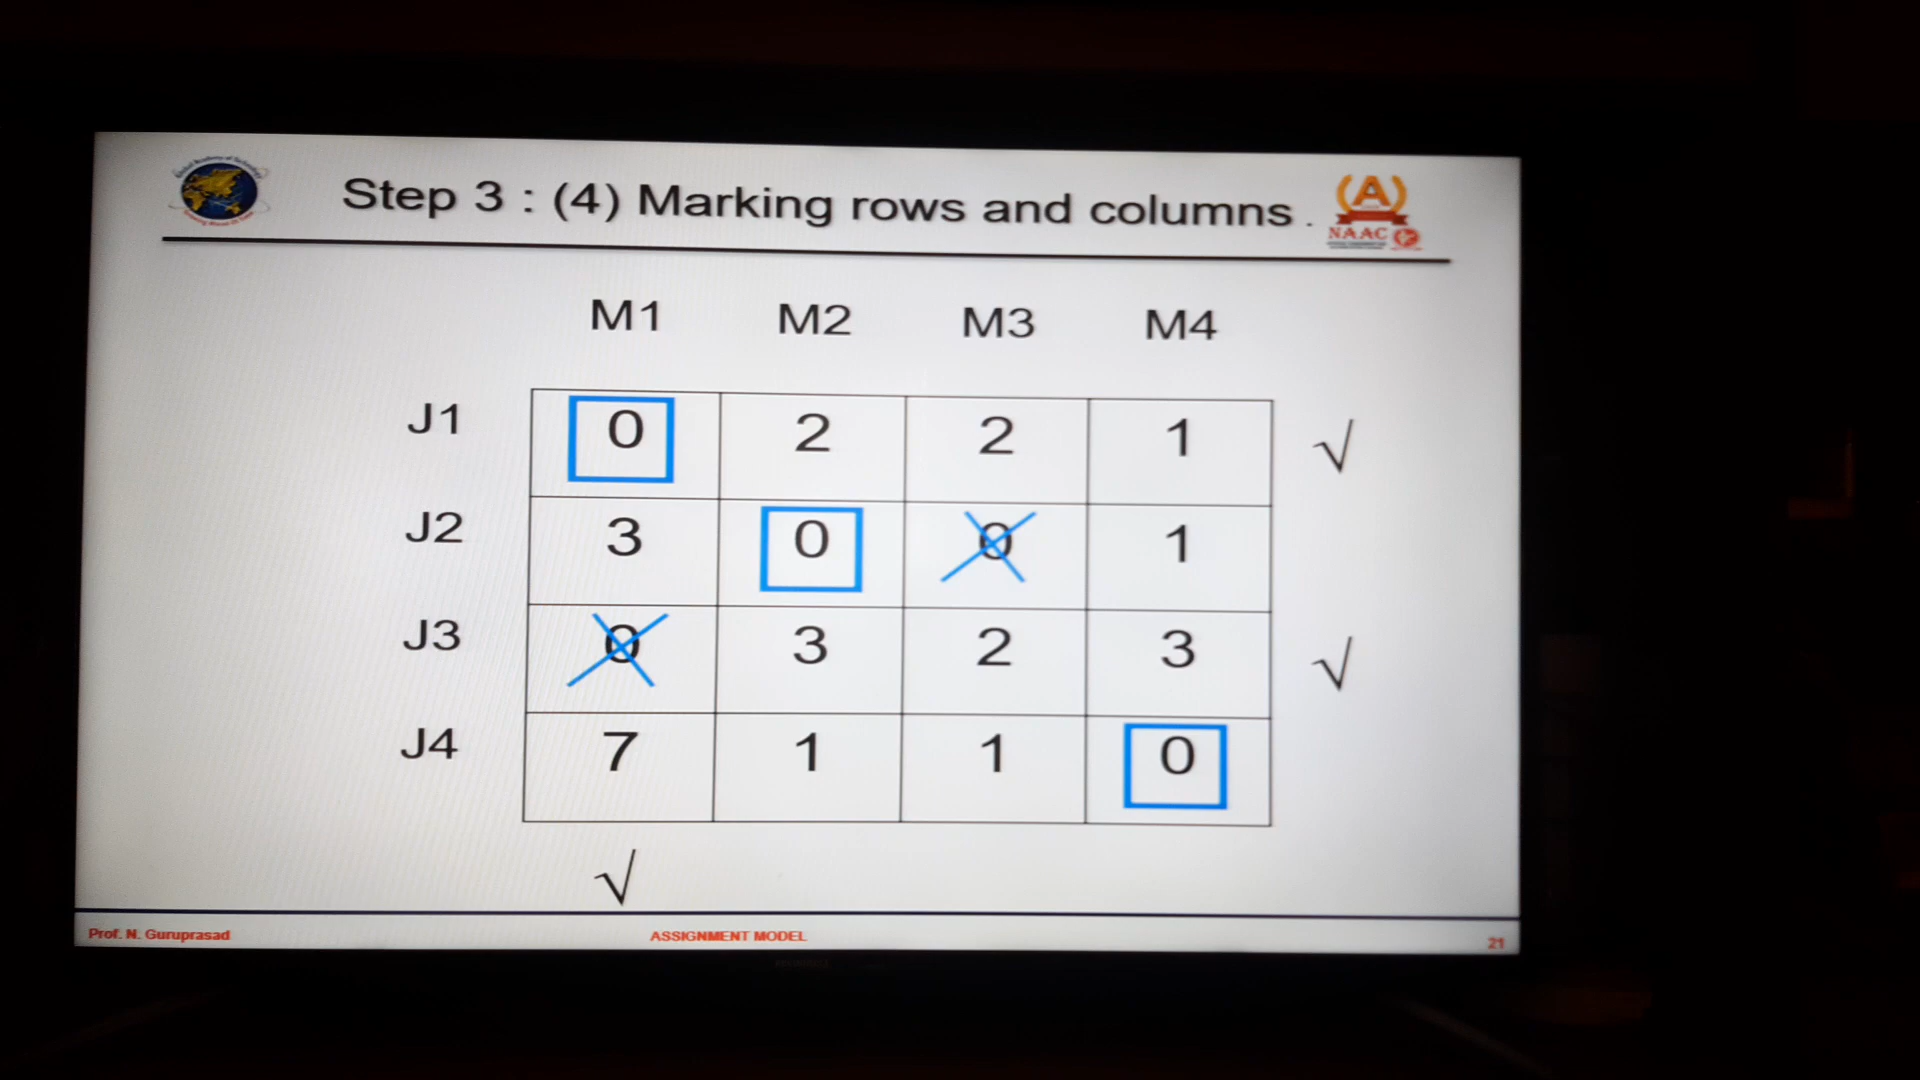 Step 3 : (4) Marking rows and columns .
NAAC
M1 M2 M3 M4
J1 0 2 2 1 √
J2 3 0 0 1
J3 0 3 2 3 √
J4 7 1 1 0
√
Prof. N. Guruprasad ASSIGNMENT MODEL 21